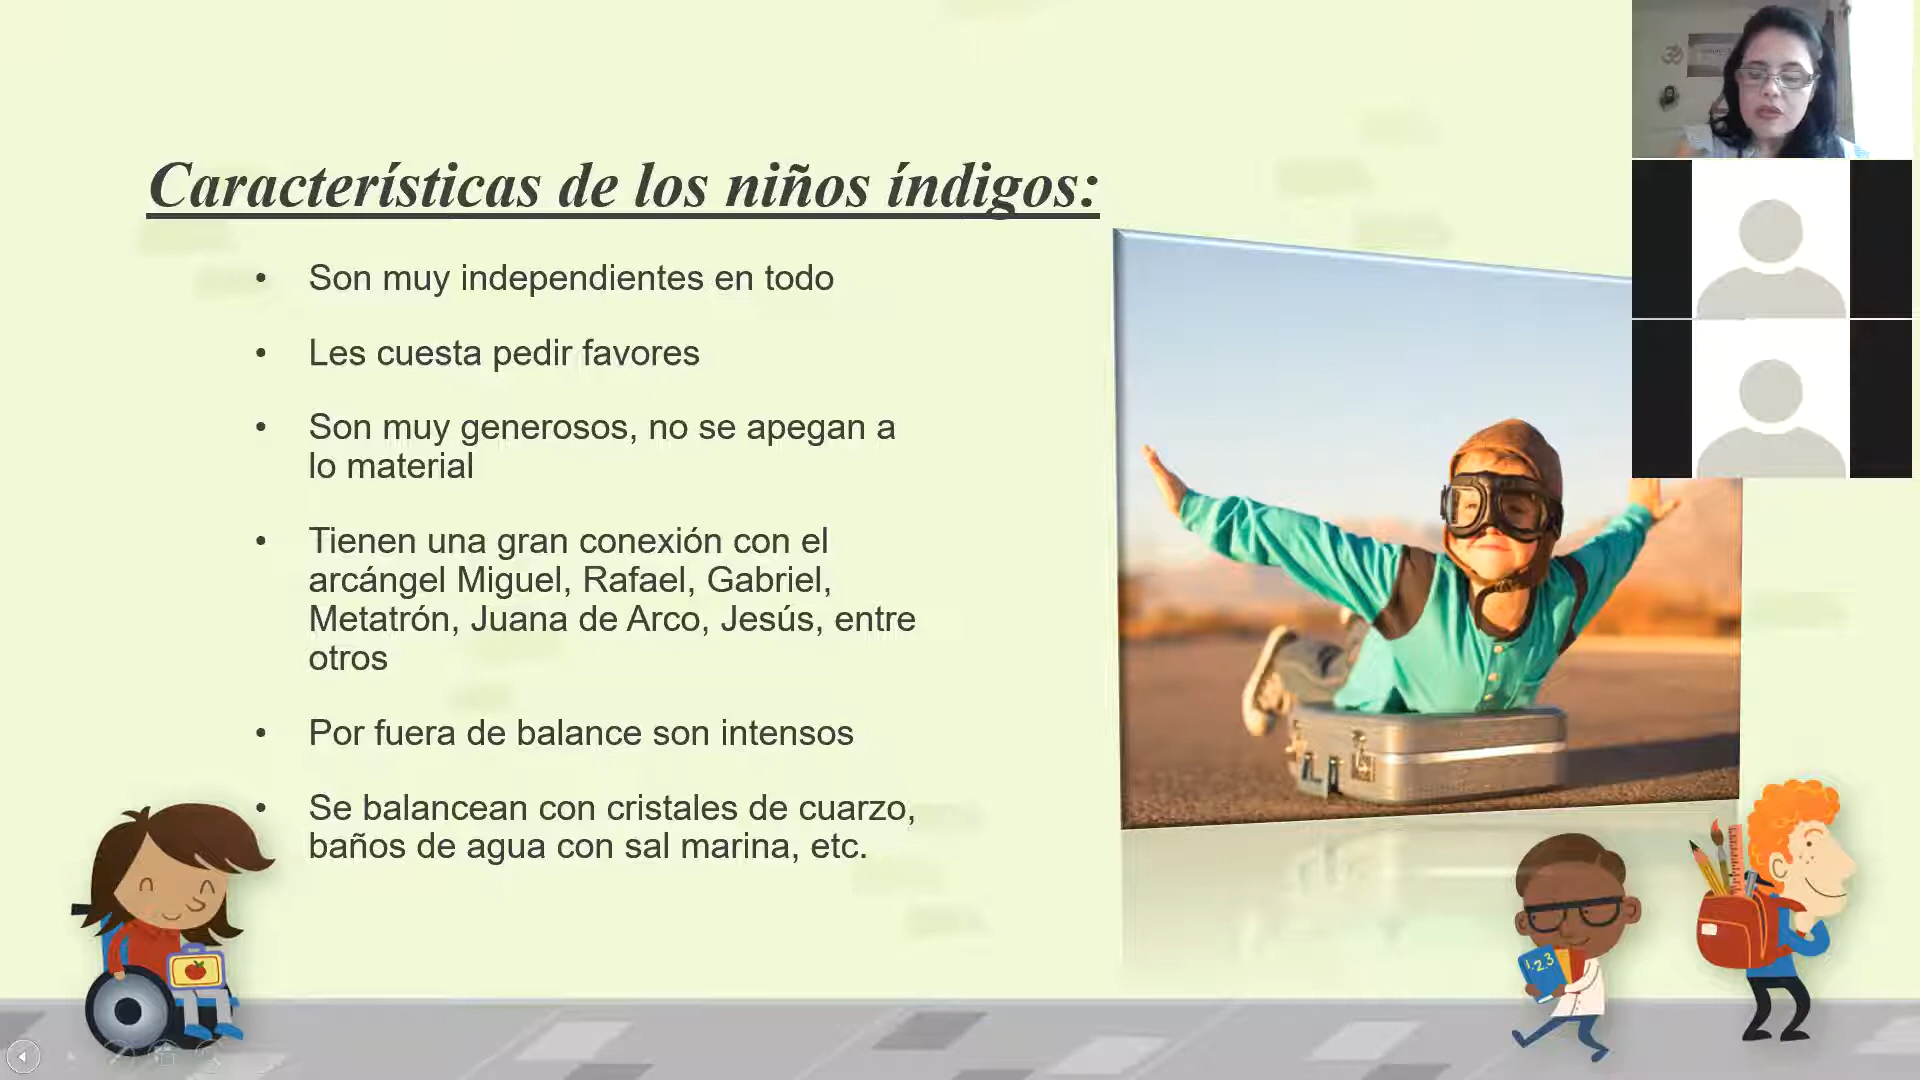 Características de los niños índigos:
• Son muy independientes en todo
• Les cuesta pedir favores
• Son muy generosos, no se apegan a
lo material
• Tienen una gran conexión con el
arcángel Miguel, Rafael, Gabriel,
Metatrón, Juana de Arco, Jesús, entre
otros
• Por fuera de balance son intensos
• Se balancean con cristales de cuarzo,
baños de agua con sal marina, etc.
1.2.3